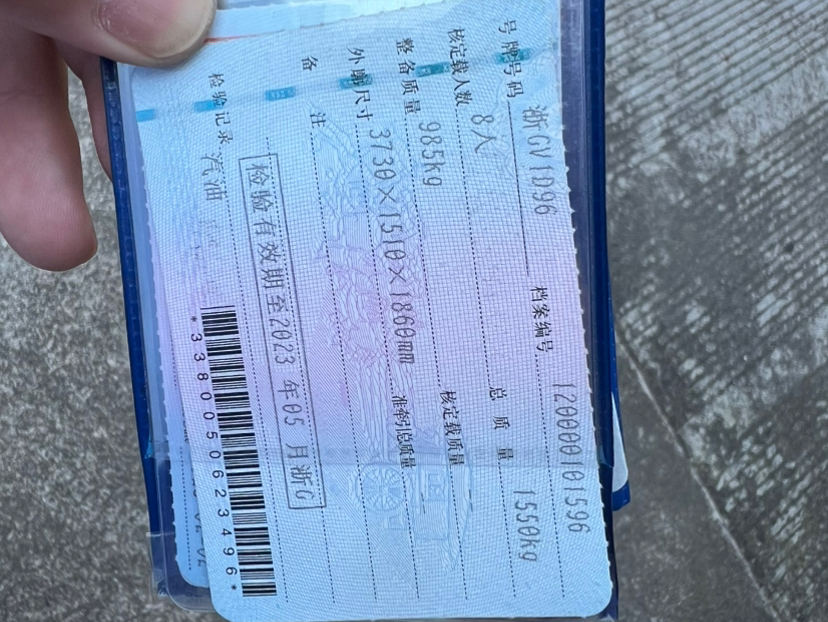 号牌号码 浙GV1D96 档案编号 120000101596
核定载人数 8人 总质量 1550kg
整备质量 985kg 核定载质量
外廓尺寸 3730×1510×1860mm 准牵引总质量
备注
检验有效期至2023年05月浙G
检验记录 汽油
*3380050623496*